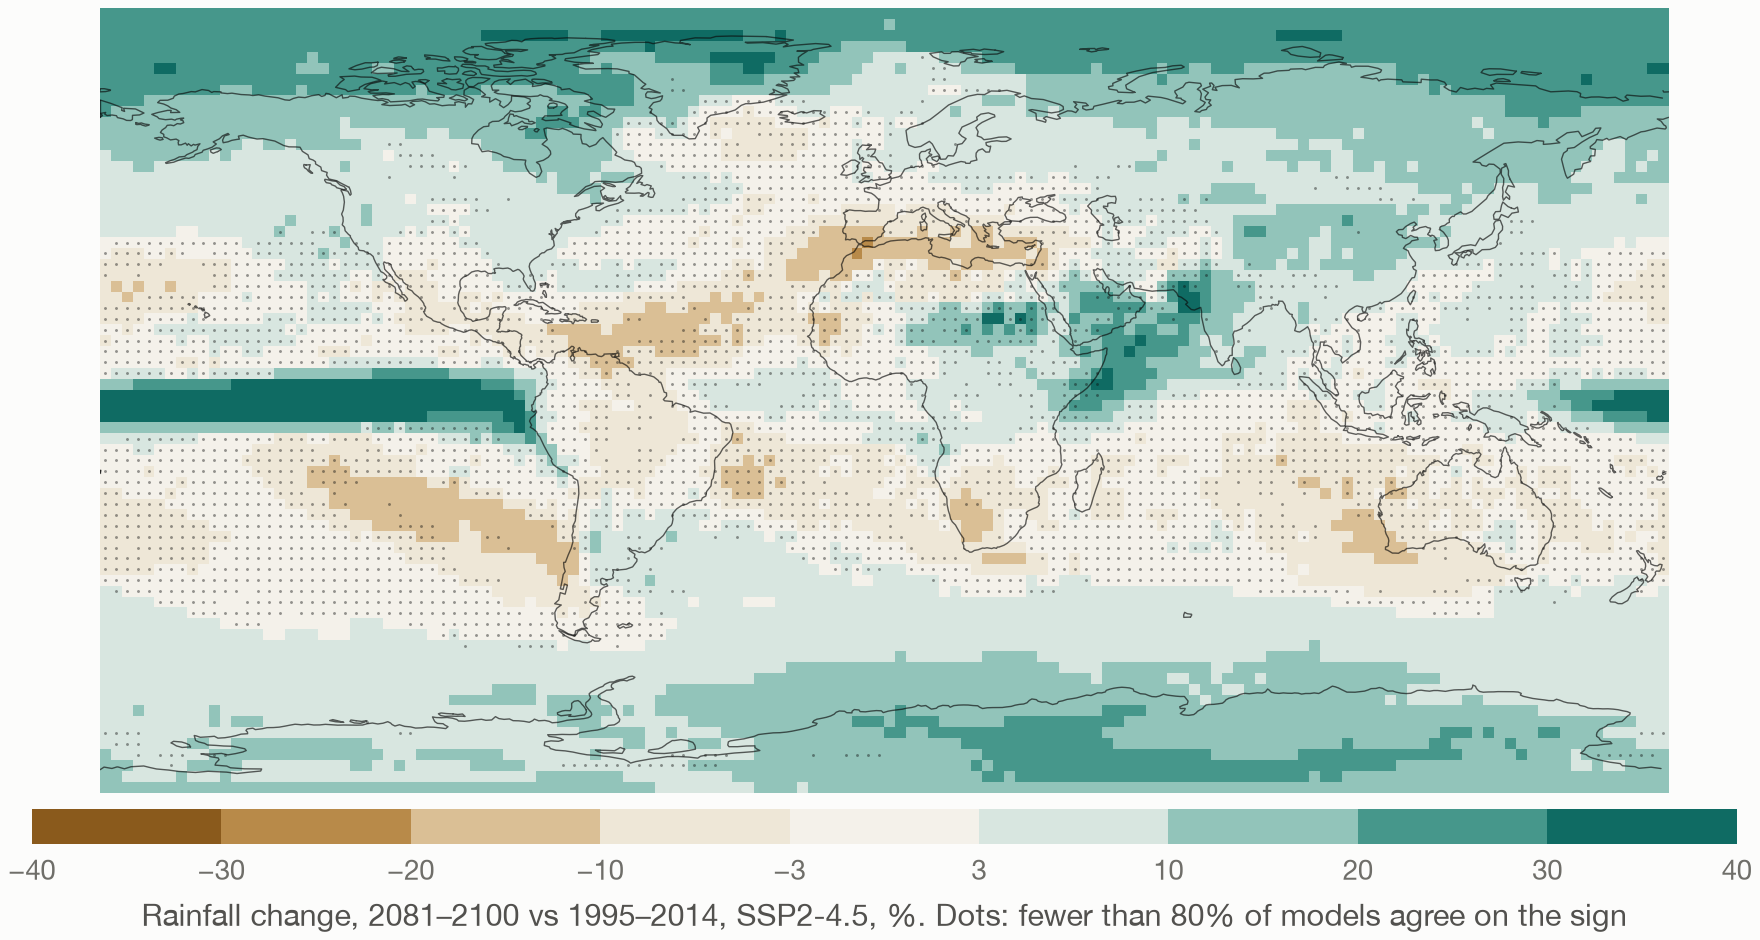 −40 −30 −20 −10 −3 3 10 20 30 40
Rainfall change, 2081–2100 vs 1995–2014, SSP2-4.5, %. Dots: fewer than 80% of models agree on the sign